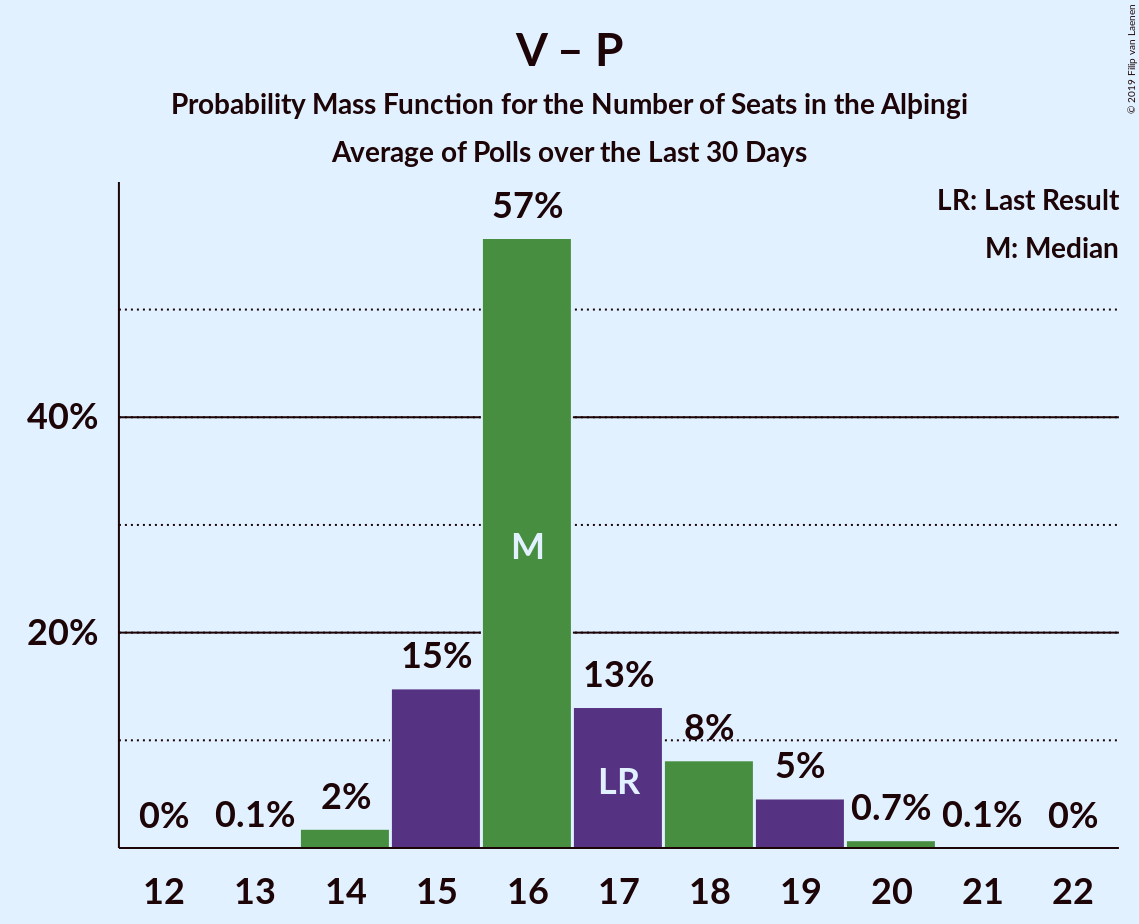 V – P
Probability Mass Function for the Number of Seats in the Alþingi
Average of Polls over the Last 30 Days
© 2019 Filip van Laenen
LR: Last Result
M: Median
57%
40%
M
20%
15%
13%
8%
LR
5%
2%
0%
0.1%
0.7%
0.1%
0%
12 13 14 15 16 17 18 19 20 21 22